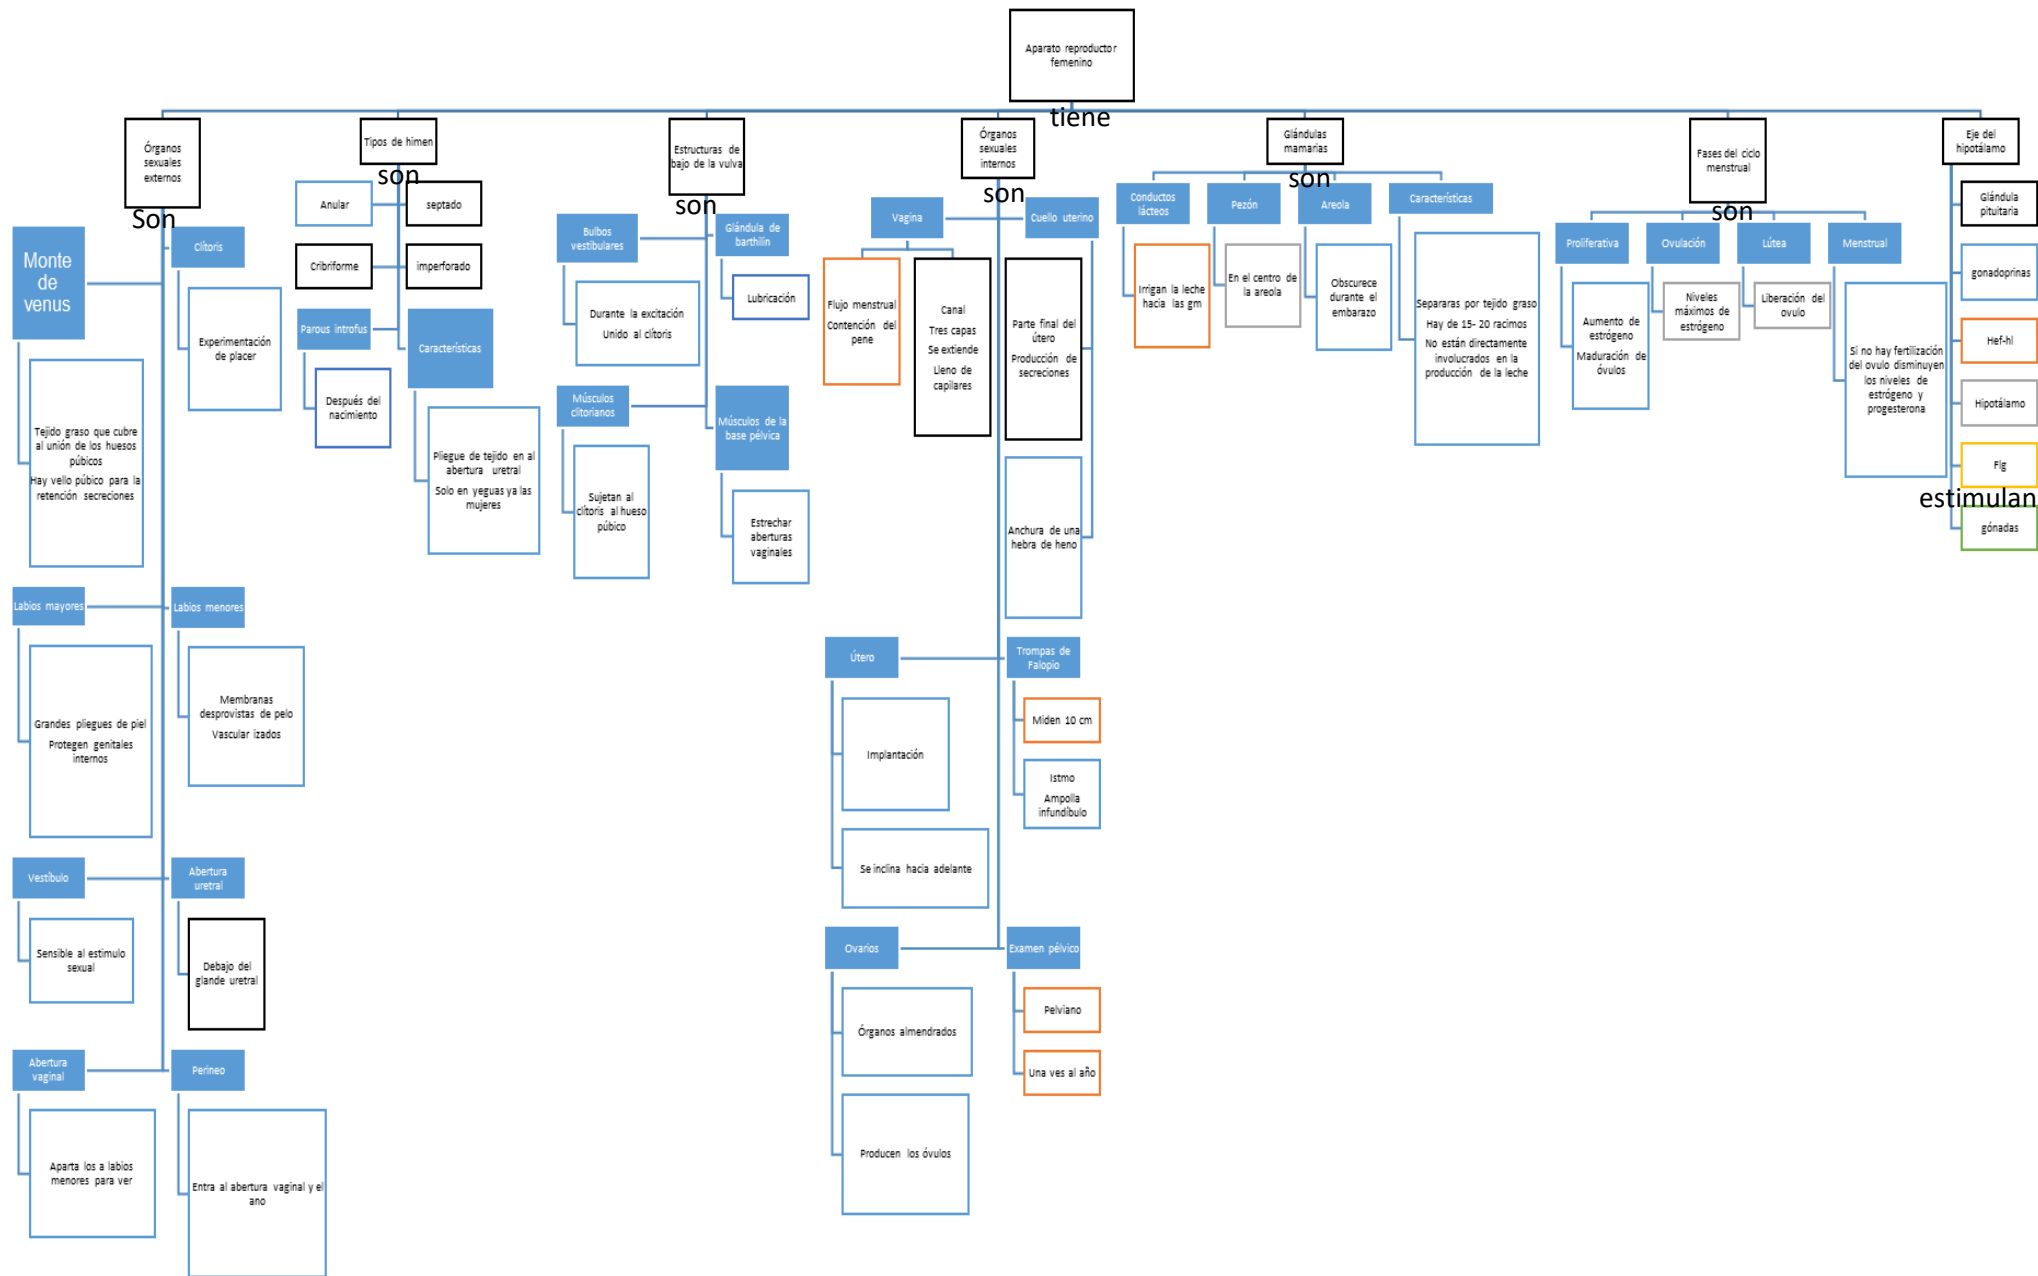 Aparato reproductor
femenino
tiene
Órganos
sexuales
externos
Son
Monte
de
venus
Tejido graso que cubre
al unión de los huesos
púbicos
Hay vello púbico para la
retención secreciones
Clítoris
Experimentación
de placer
Labios mayores
Grandes pliegues de piel
Protegen genitales
internos
Labios menores
Membranas
desprovistas de pelo
Vascular izados
Vestíbulo
Sensible al estimulo
sexual
Abertura
uretral
Debajo del
glande uretral
Abertura
vaginal
Aparta los a labios
menores para ver
Perineo
Entra al abertura vaginal y el
ano
Tipos de himen
son
Anular
septado
Cribriforme
imperforado
Parous introfus
Después del
nacimiento
Características
Pliegue de tejido en al
abertura uretral
Solo en yeguas ya las
mujeres
Estructuras de
bajo de la vulva
son
Bulbos
vestibulares
Durante la excitación
Unido al clítoris
Glándula de
barthilín
Lubricación
Músculos
clitorianos
Sujetan al
clítoris al hueso
púbico
Músculos de la
base pélvica
Estrechar
aberturas
vaginales
Órganos
sexuales
internos
son
Vagina
Flujo menstrual
Contención del
pene
Canal
Tres capas
Se extiende
Lleno de
capilares
Cuello uterino
Parte final del
útero
Producción de
secreciones
Anchura de una
hebra de heno
Útero
Implantación
Se inclina hacia adelante
Trompas de
Falopio
Miden 10 cm
Istmo
Ampolla
infundíbulo
Ovarios
Órganos almendrados
Producen los óvulos
Examen pélvico
Pelviano
Una ves al año
Glándulas
mamarias
son
Conductos
lácteos
Irrigan la leche
hacia las gm
Pezón
En el centro de
la areola
Areola
Obscurece
durante el
embarazo
Características
Separaras por tejido graso
Hay de 15- 20 racimos
No están directamente
involucrados en la
producción de la leche
Fases del ciclo
menstrual
son
Proliferativa
Aumento de
estrógeno
Maduración de
óvulos
Ovulación
Niveles
máximos de
estrógeno
Lútea
Liberación del
ovulo
Menstrual
Si no hay fertilización
del ovulo disminuyen
los niveles de
estrógeno y
progesterona
Eje del
hipotálamo
Glándula
pituitaria
gonadoprinas
Hef-hl
Hipotálamo
Flg
estimulan
gónadas